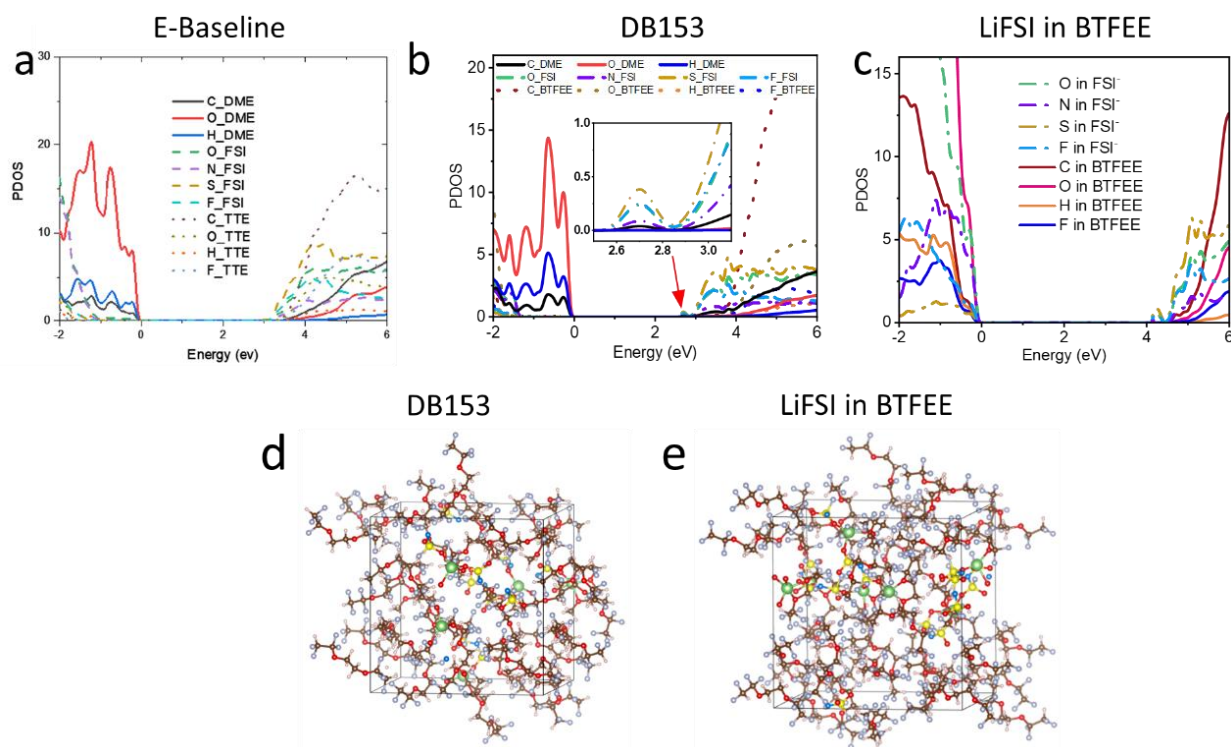 E-Baseline
DB153
LiFSI in BTFEE
a
30
20
10
0
PDOS
-2
0
2
4
6
Energy (ev)
C_DME
O_DME
H_DME
O_FSI
N_FSI
S_FSI
F_FSI
C_TTE
O_TTE
H_TTE
F_TTE
b
20
15
10
5
0
PDOS
-2
0
2
4
6
Energy (eV)
C_DME O_DME H_DME
O_FSI N_FSI S_FSI F_FSI
C_BTFEE O_BTFEE H_BTFEE F_BTFEE
1.0
0.5
0.0
2.6 2.8 3.0
c
15
10
5
0
PDOS
-2
0
2
4
6
Energy (eV)
O in FSI⁻
N in FSI⁻
S in FSI⁻
F in FSI⁻
C in BTFEE
O in BTFEE
H in BTFEE
F in BTFEE
DB153
LiFSI in BTFEE
d
e